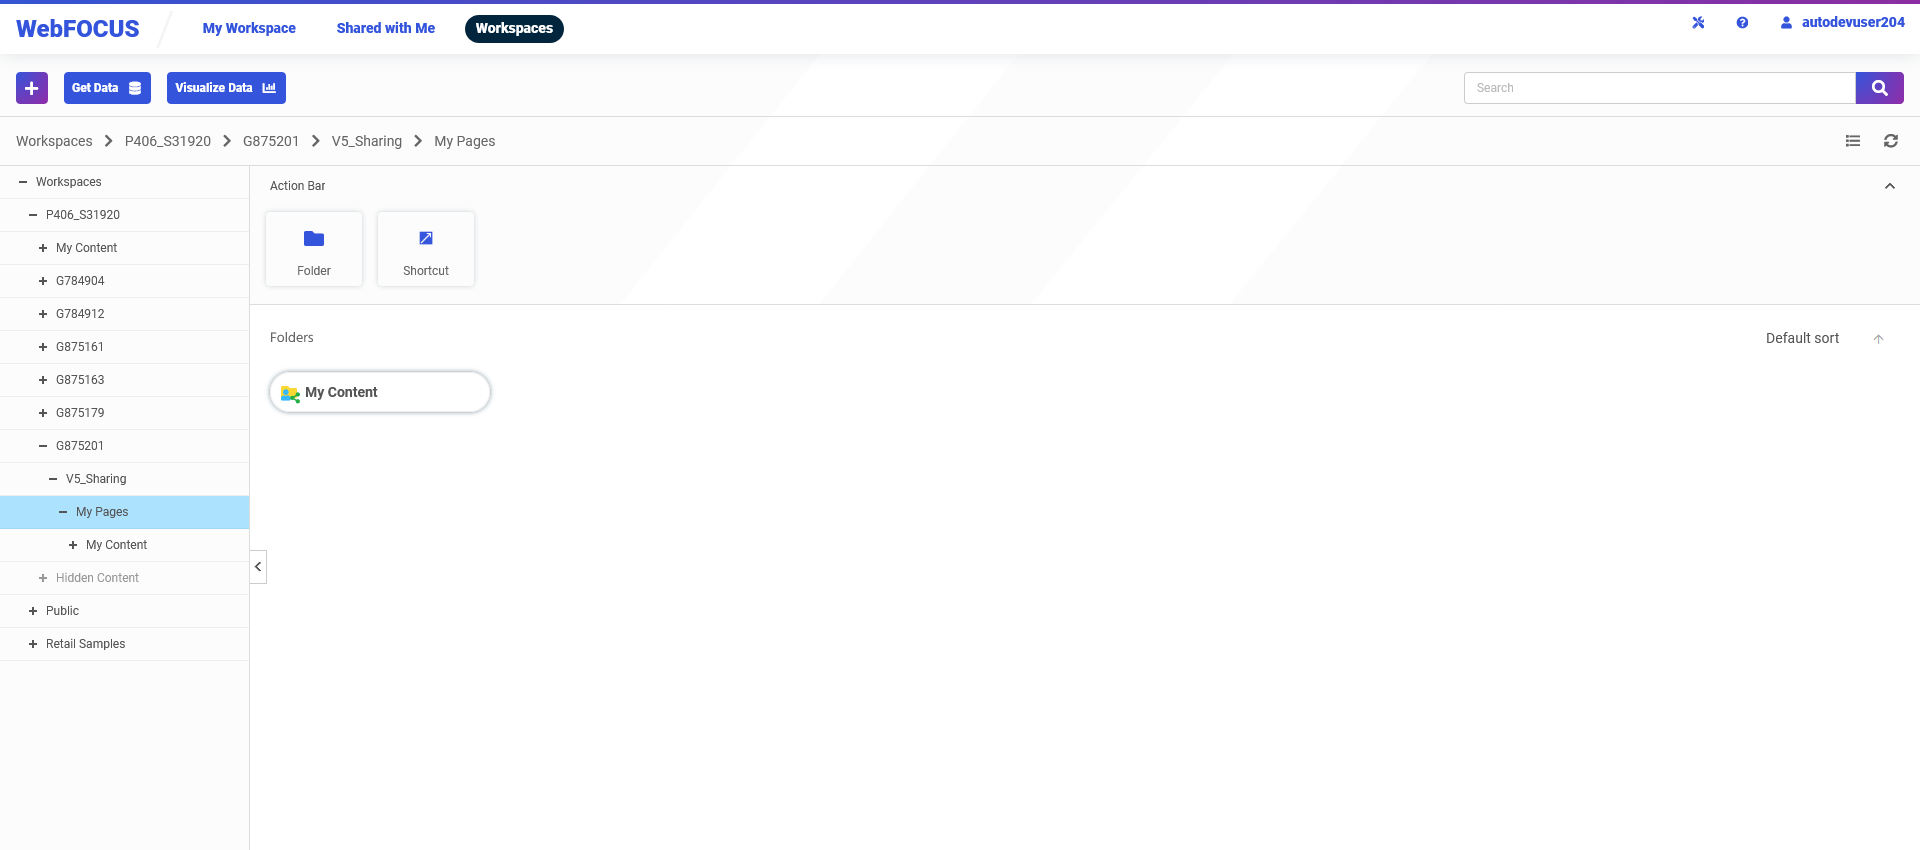 WebFOCUS
My Workspace
Shared with Me
Workspaces
autodevuser204
Get Data
Visualize Data
Search
Workspaces
P406_S31920
G875201
V5_Sharing
My Pages
Workspaces
P406_S31920
My Content
G784904
G784912
G875161
G875163
G875179
G875201
V5_Sharing
My Pages
My Content
Hidden Content
Public
Retail Samples
Action Bar
Folder
Shortcut
Folders
Default sort
My Content